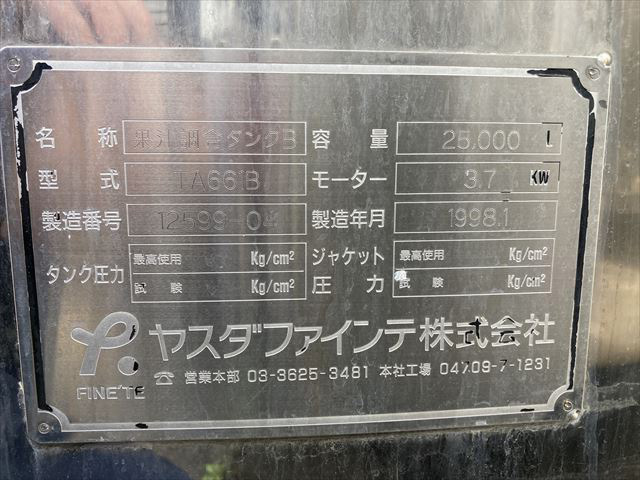 名称 果汁調合タンクB 容量 25,000 L
型式 TA661B モーター 3.7 KW
製造番号 12599-04 製造年月 1998.1
タンク圧力 最高使用 Kg/cm² ジャケット圧力 最高使用 Kg/cm²
試験 Kg/cm² 試験 Kg/cm²
ヤスダファインテ株式会社
FINE'TE
☎ 営業本部 03-3625-3481 本社工場 04709-7-1231